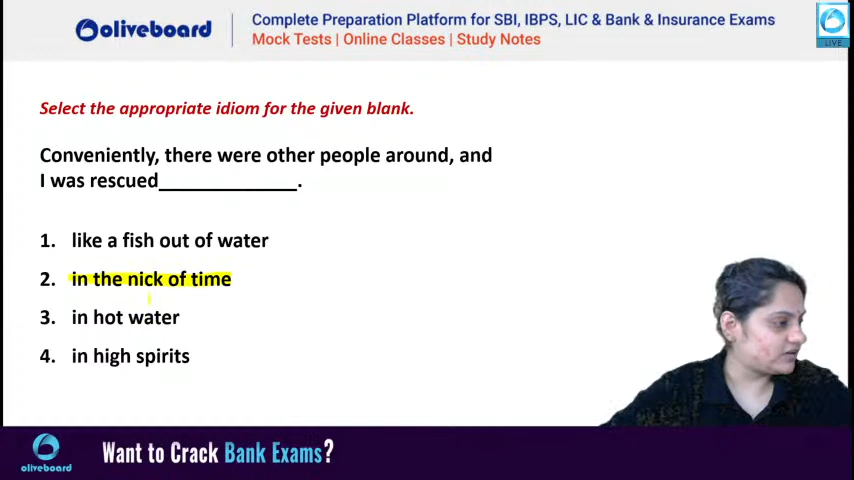 oliveboard
Complete Preparation Platform for SBI, IBPS, LIC & Bank & Insurance Exams
Mock Tests | Online Classes | Study Notes
LIVE
Select the appropriate idiom for the given blank.
Conveniently, there were other people around, and
I was rescued_____________.
1. like a fish out of water
2. in the nick of time
3. in hot water
4. in high spirits
oliveboard
Want to Crack Bank Exams?